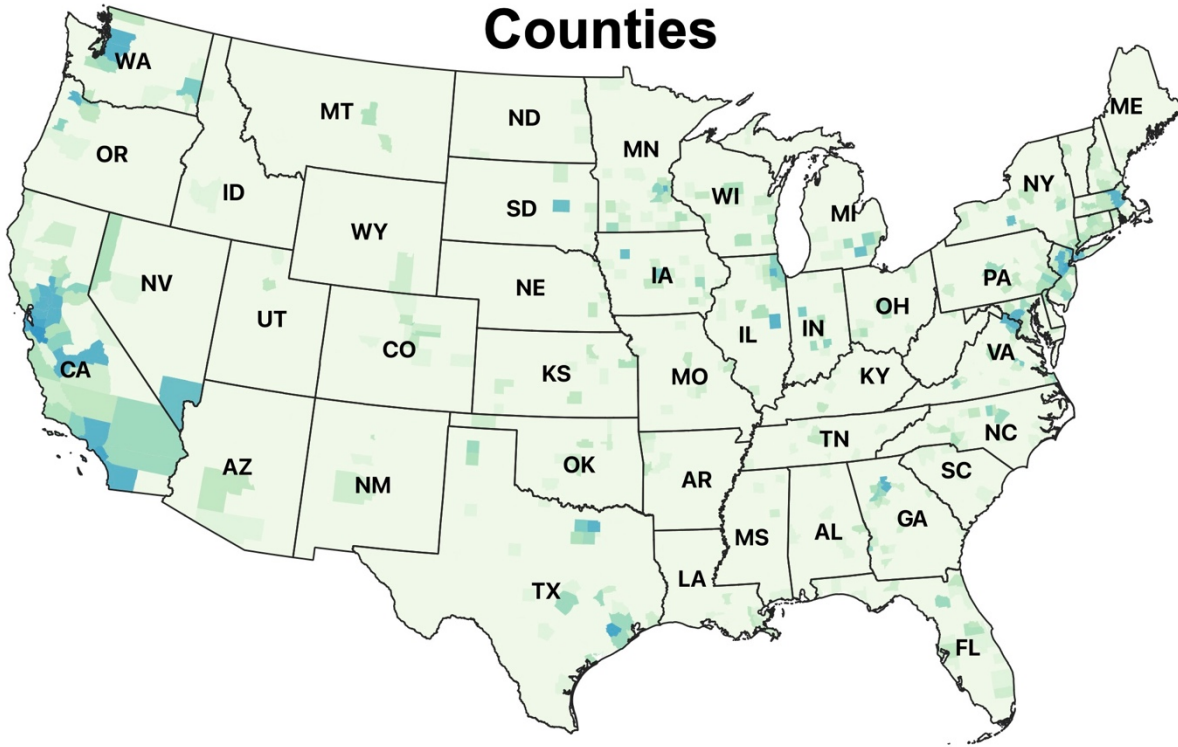 Counties
WA
MT
ND
ME
OR
MN
ID
SD
WI
NY
MI
WY
IA
PA
NV
NE
OH
UT
IL
IN
CO
VA
CA
KS
MO
KY
TN
NC
AZ
NM
OK
AR
SC
GA
MS
AL
LA
TX
FL